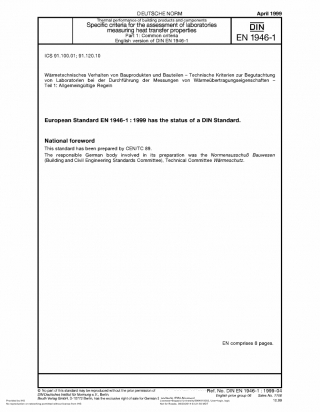 DEUTSCHE NORM
April 1999
Thermal performance of building products and components
Specific criteria for the assessment of laboratories
measuring heat transfer properties
Part 1: Common criteria
English version of DIN EN 1946-1
DIN
EN 1946-1
ICS 91.100.01; 91.120.10
Wärmetechnisches Verhalten von Bauprodukten und Bauteilen – Technische Kriterien zur Begutachtung
von Laboratorien bei der Durchführung der Messungen von Wärmeübertragungseigenschaften –
Teil 1: Allgemeingültige Regeln
European Standard EN 1946-1 : 1999 has the status of a DIN Standard.
National foreword
This standard has been prepared by CEN/TC 89.
The responsible German body involved in its preparation was the Normenausschuß Bauwesen
(Building and Civil Engineering Standards Committee), Technical Committee Wärmeschutz.
EN comprises 8 pages.
© No part of this standard may be reproduced without the prior permission of
DIN Deutsches Institut für Normung e.V., Berlin.
Beuth Verlag GmbH, D-10772 Berlin, has the exclusive right of sale for German
Ref. No. DIN EN 1946-1 : 1999-04
English price group 06
Sales No. 1106
12.99